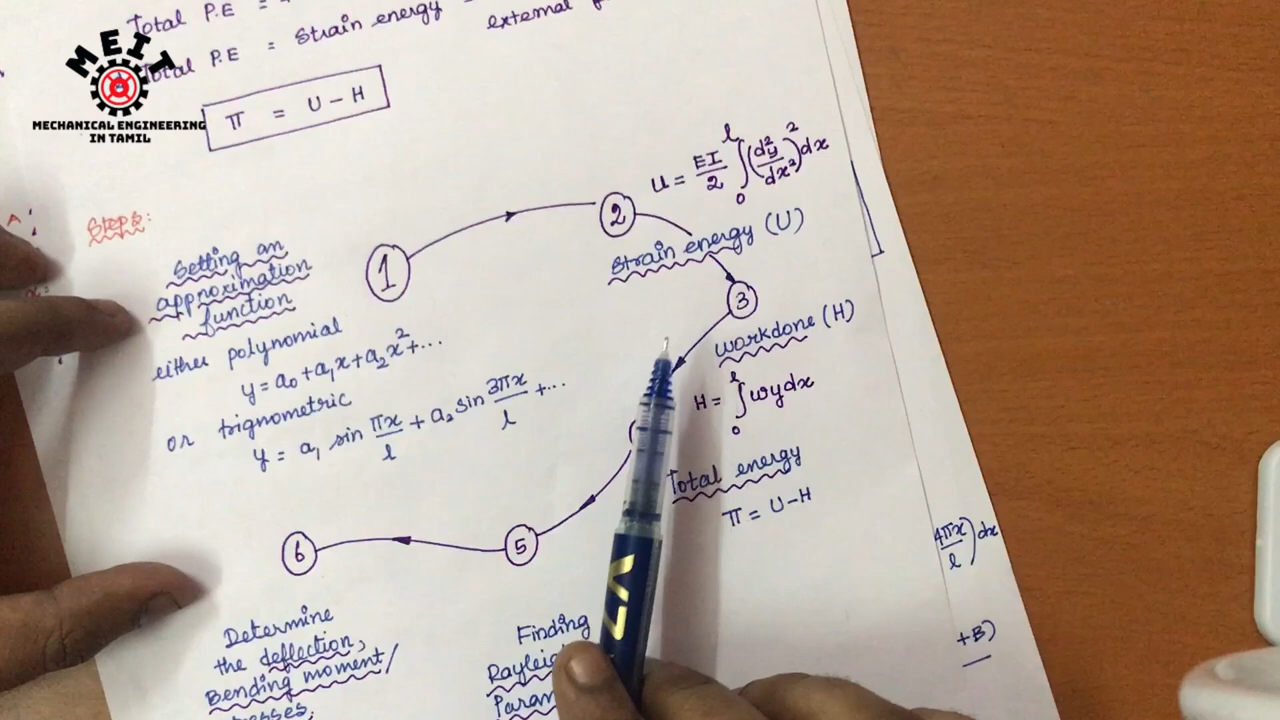 Total P.E =
Total P.E = Strain energy
external
π = U - H
MEIT
MECHANICAL ENGINEERING
IN TAMIL
Steps:
1
Setting an
approximation
function
either polynomial
y = a₀ + a₁x + a₂x² + ...
or trignometric
y = a₁ sin πx/l + a₂ sin 3πx/l + ...
2
U = EI/2 ∫₀ˡ (d²y/dx²)² dx
Strain energy (U)
3
workdone (H)
H = ∫₀ˡ wydx
Total energy
π = U - H
5
Finding
6
Determine
the deflection,
Bending moment/
4πx/l) dx
+B)